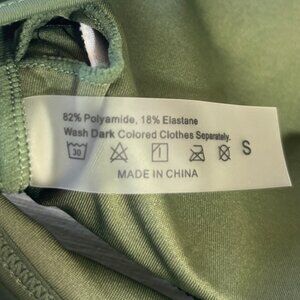 82% Polyamide, 18% Elastane
Wash Dark Colored Clothes Separately.
30 S
MADE IN CHINA